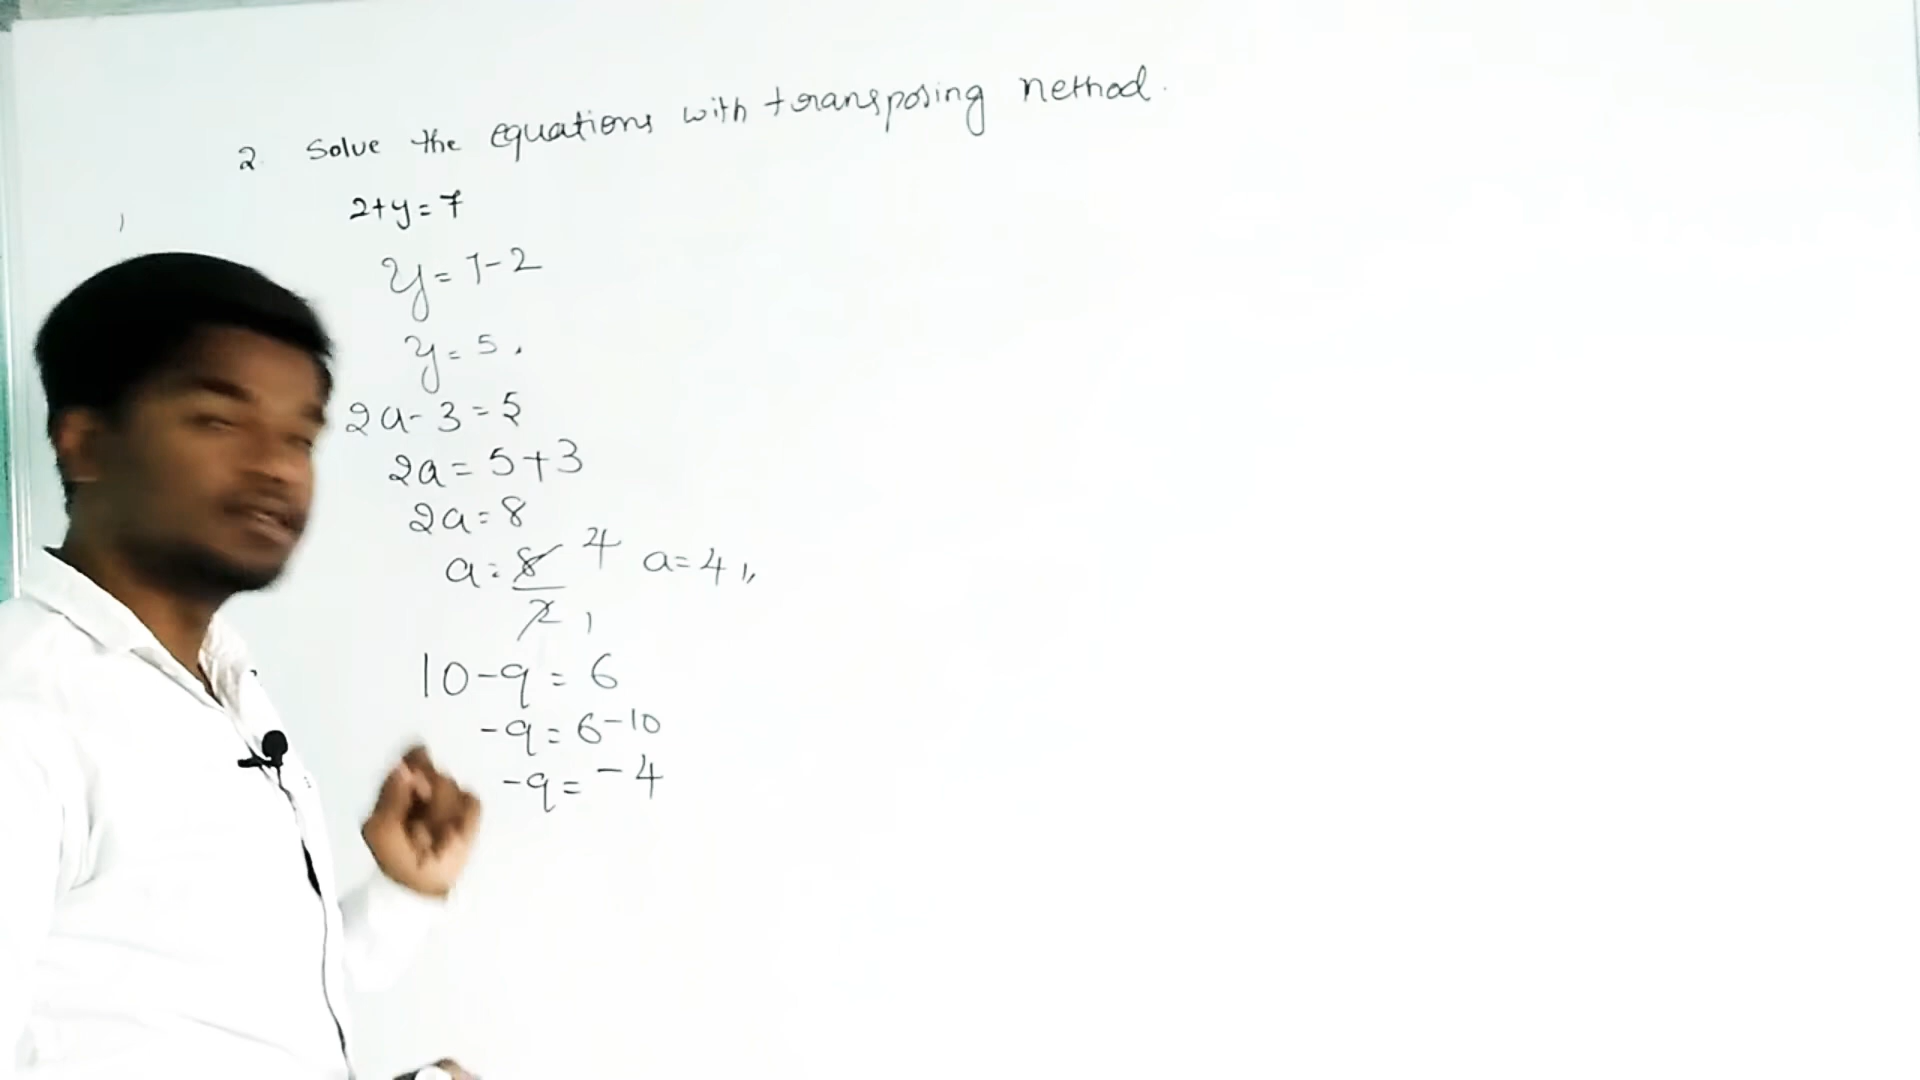 2 Solve the equations with transposing method.
2+y=7
y=7-2
y=5.
2a-3=5
2a=5+3
2a=8
a=8/2 4 1 a=4,,
10-q=6
-q=6-10
-q=-4